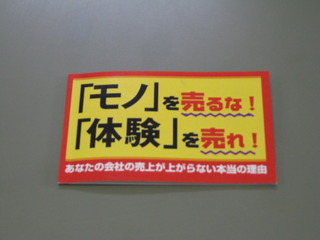 「モノ」を売るな！
「体験」を売れ！
あなたの会社の売上が上がらない本当の理由